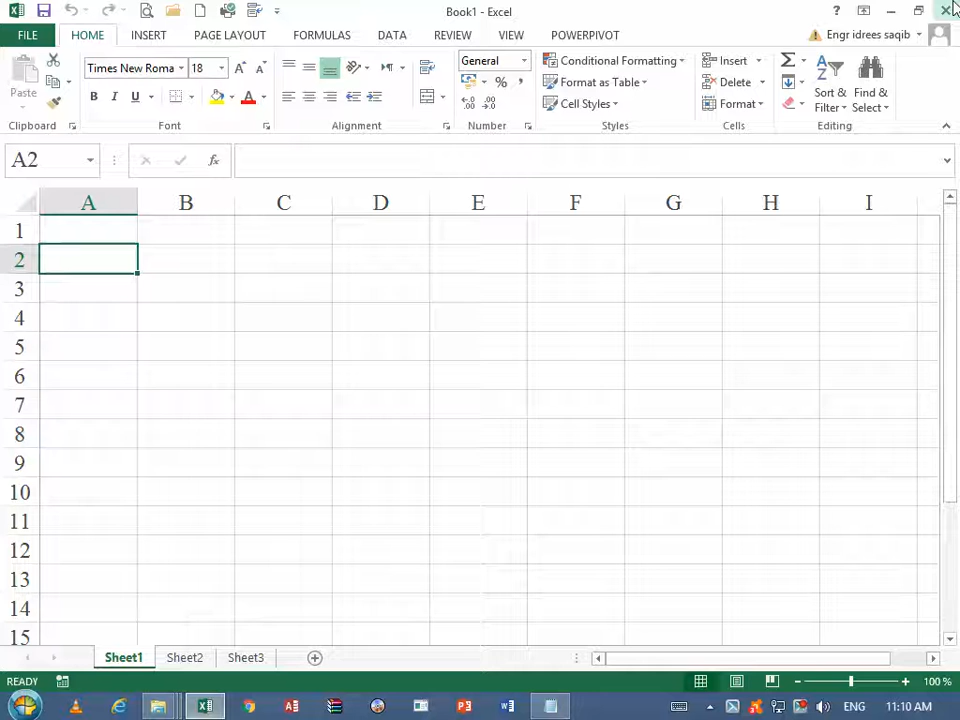 Book1 - Excel
?
FILE HOME INSERT PAGE LAYOUT FORMULAS DATA REVIEW VIEW POWERPIVOT Engr idrees saqib
Times New Roma 18 General Conditional Formatting Insert
Paste Format as Table Delete Sort & Find &
B I U A % , Cell Styles Format Filter Select
Clipboard Font Alignment Number Styles Cells Editing
A2 fx
A B C D E F G H I
1
2
3
4
5
6
7
8
9
10
11
12
13
14
15
Sheet1 Sheet2 Sheet3
READY 100 %
ENG 11:10 AM